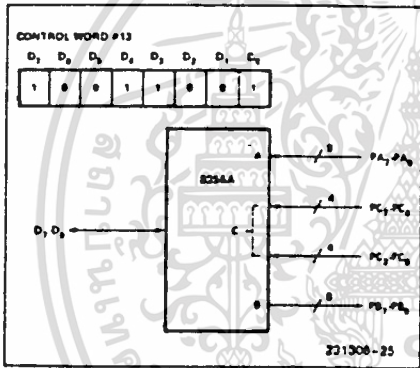 CONTROL WORD #13
D₇ D₆ D₅ D₄ D₃ D₂ D₁ D₀
1 0 0 1 1 0 0 1
8255A
A
8
PA₇-PA₀
4
PC₇-PC₄
C
D₇ D₀
4
PC₃-PC₀
B
8
PB₇-PB₀
231308-25